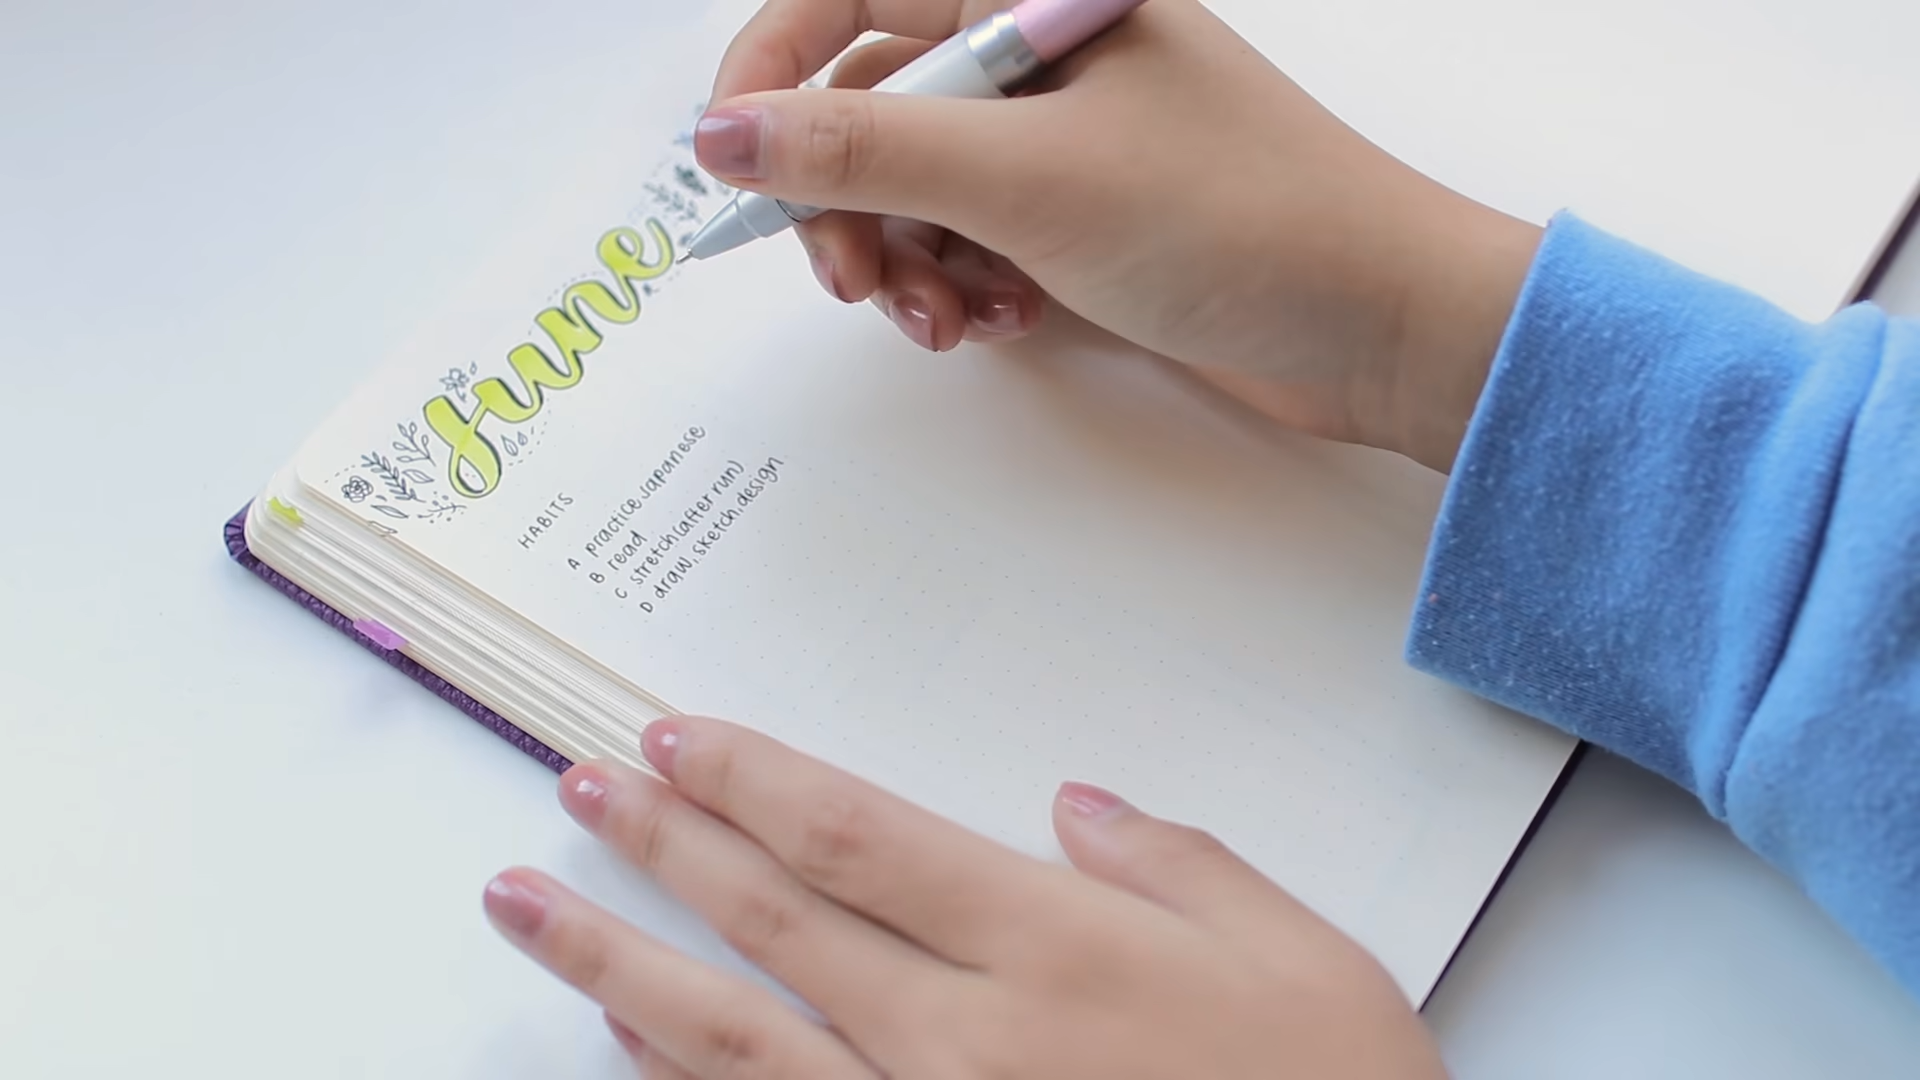 june
HABITS
A practice Japanese
B read
C stretch (after run)
D draw, sketch, design